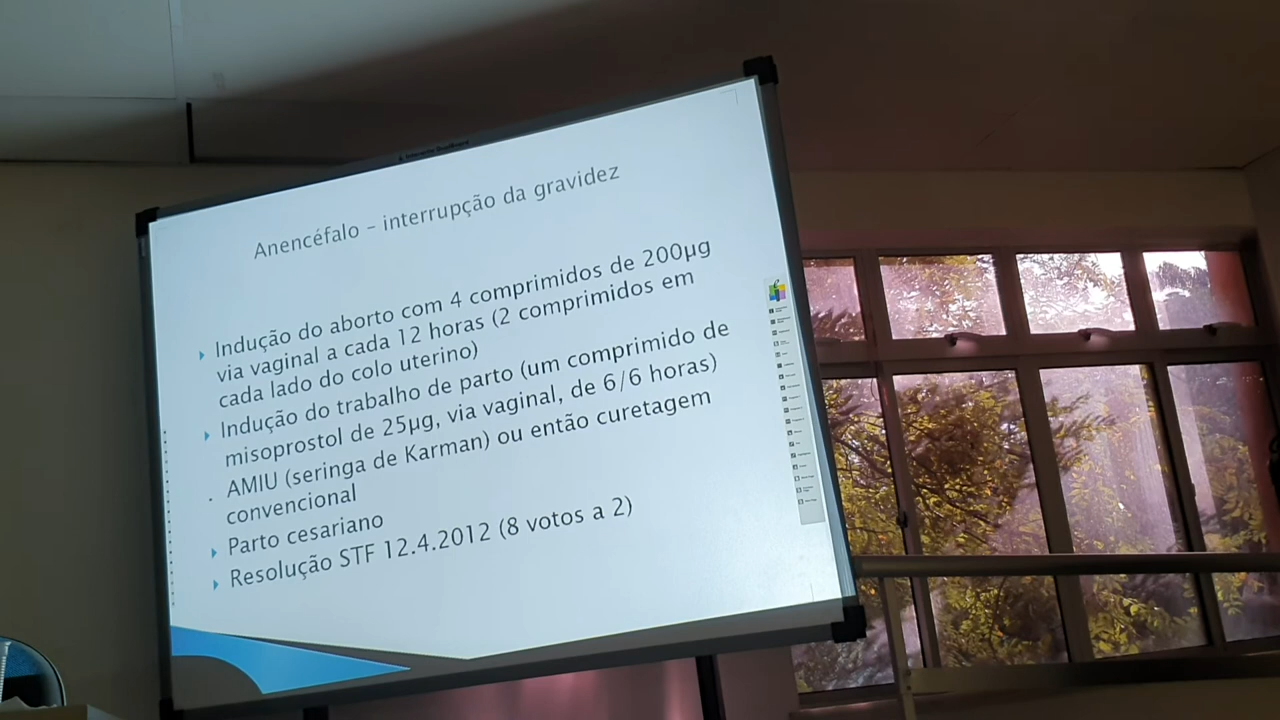 Anencéfalo – interrupção da gravidez
Indução do aborto com 4 comprimidos de 200µg
via vaginal a cada 12 horas (2 comprimidos em
cada lado do colo uterino)
Indução do trabalho de parto (um comprimido de
misoprostol de 25µg, via vaginal, de 6/6 horas)
AMIU (seringa de Karman) ou então curetagem
convencional
Parto cesariano
Resolução STF 12.4.2012 (8 votos a 2)